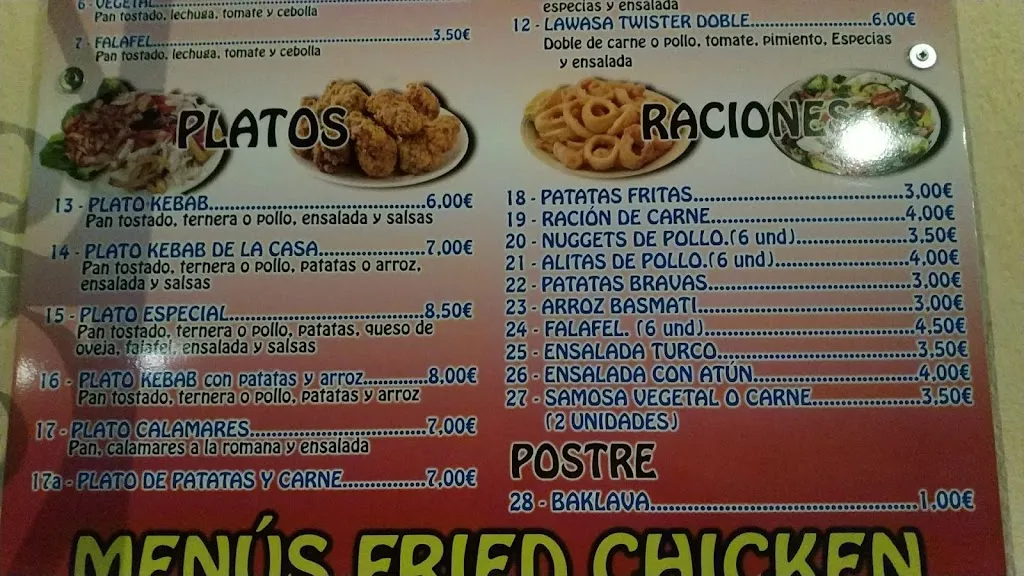 6 - VEGETAL
Pan tostado, lechuga, tomate y cebolla
7 - FALAFEL.............3,50€
Pan tostado, lechuga, tomate y cebolla
PLATOS
13 - PLATO KEBAB.............6,00€
Pan tostado, ternera o pollo, ensalada y salsas
14 - PLATO KEBAB DE LA CASA.............7,00€
Pan tostado, ternera o pollo, patatas o arroz,
ensalada y salsas
15 - PLATO ESPECIAL.............8,50€
Pan tostado, ternera o pollo, patatas, queso de
oveja, falafel, ensalada y salsas
16 - PLATO KEBAB con patatas y arroz.............8,00€
Pan tostado, ternera o pollo, patatas y arroz
17 - PLATO CALAMARES.............7,00€
Pan, calamares a la romana y ensalada
17a - PLATO DE PATATAS Y CARNE.............7,00€
especias y ensalada
12 - LAWASA TWISTER DOBLE.............6,00€
Doble de carne o pollo, tomate, pimiento, Especias
y ensalada
RACIONES
18 - PATATAS FRITAS.............3,00€
19 - RACIÓN DE CARNE.............4,00€
20 - NUGGETS DE POLLO.(6 und).............3,50€
21 - ALITAS DE POLLO.(6 und).............4,00€
22 - PATATAS BRAVAS.............3,00€
23 - ARROZ BASMATI.............3,00€
24 - FALAFEL. (6 und).............4,50€
25 - ENSALADA TURCO.............3,50€
26 - ENSALADA CON ATÚN.............4,00€
27 - SAMOSA VEGETAL O CARNE.............3,50€
(2 UNIDADES)
POSTRE
28 - BAKLAVA.............1,00€
MENÚS FRIED CHICKEN